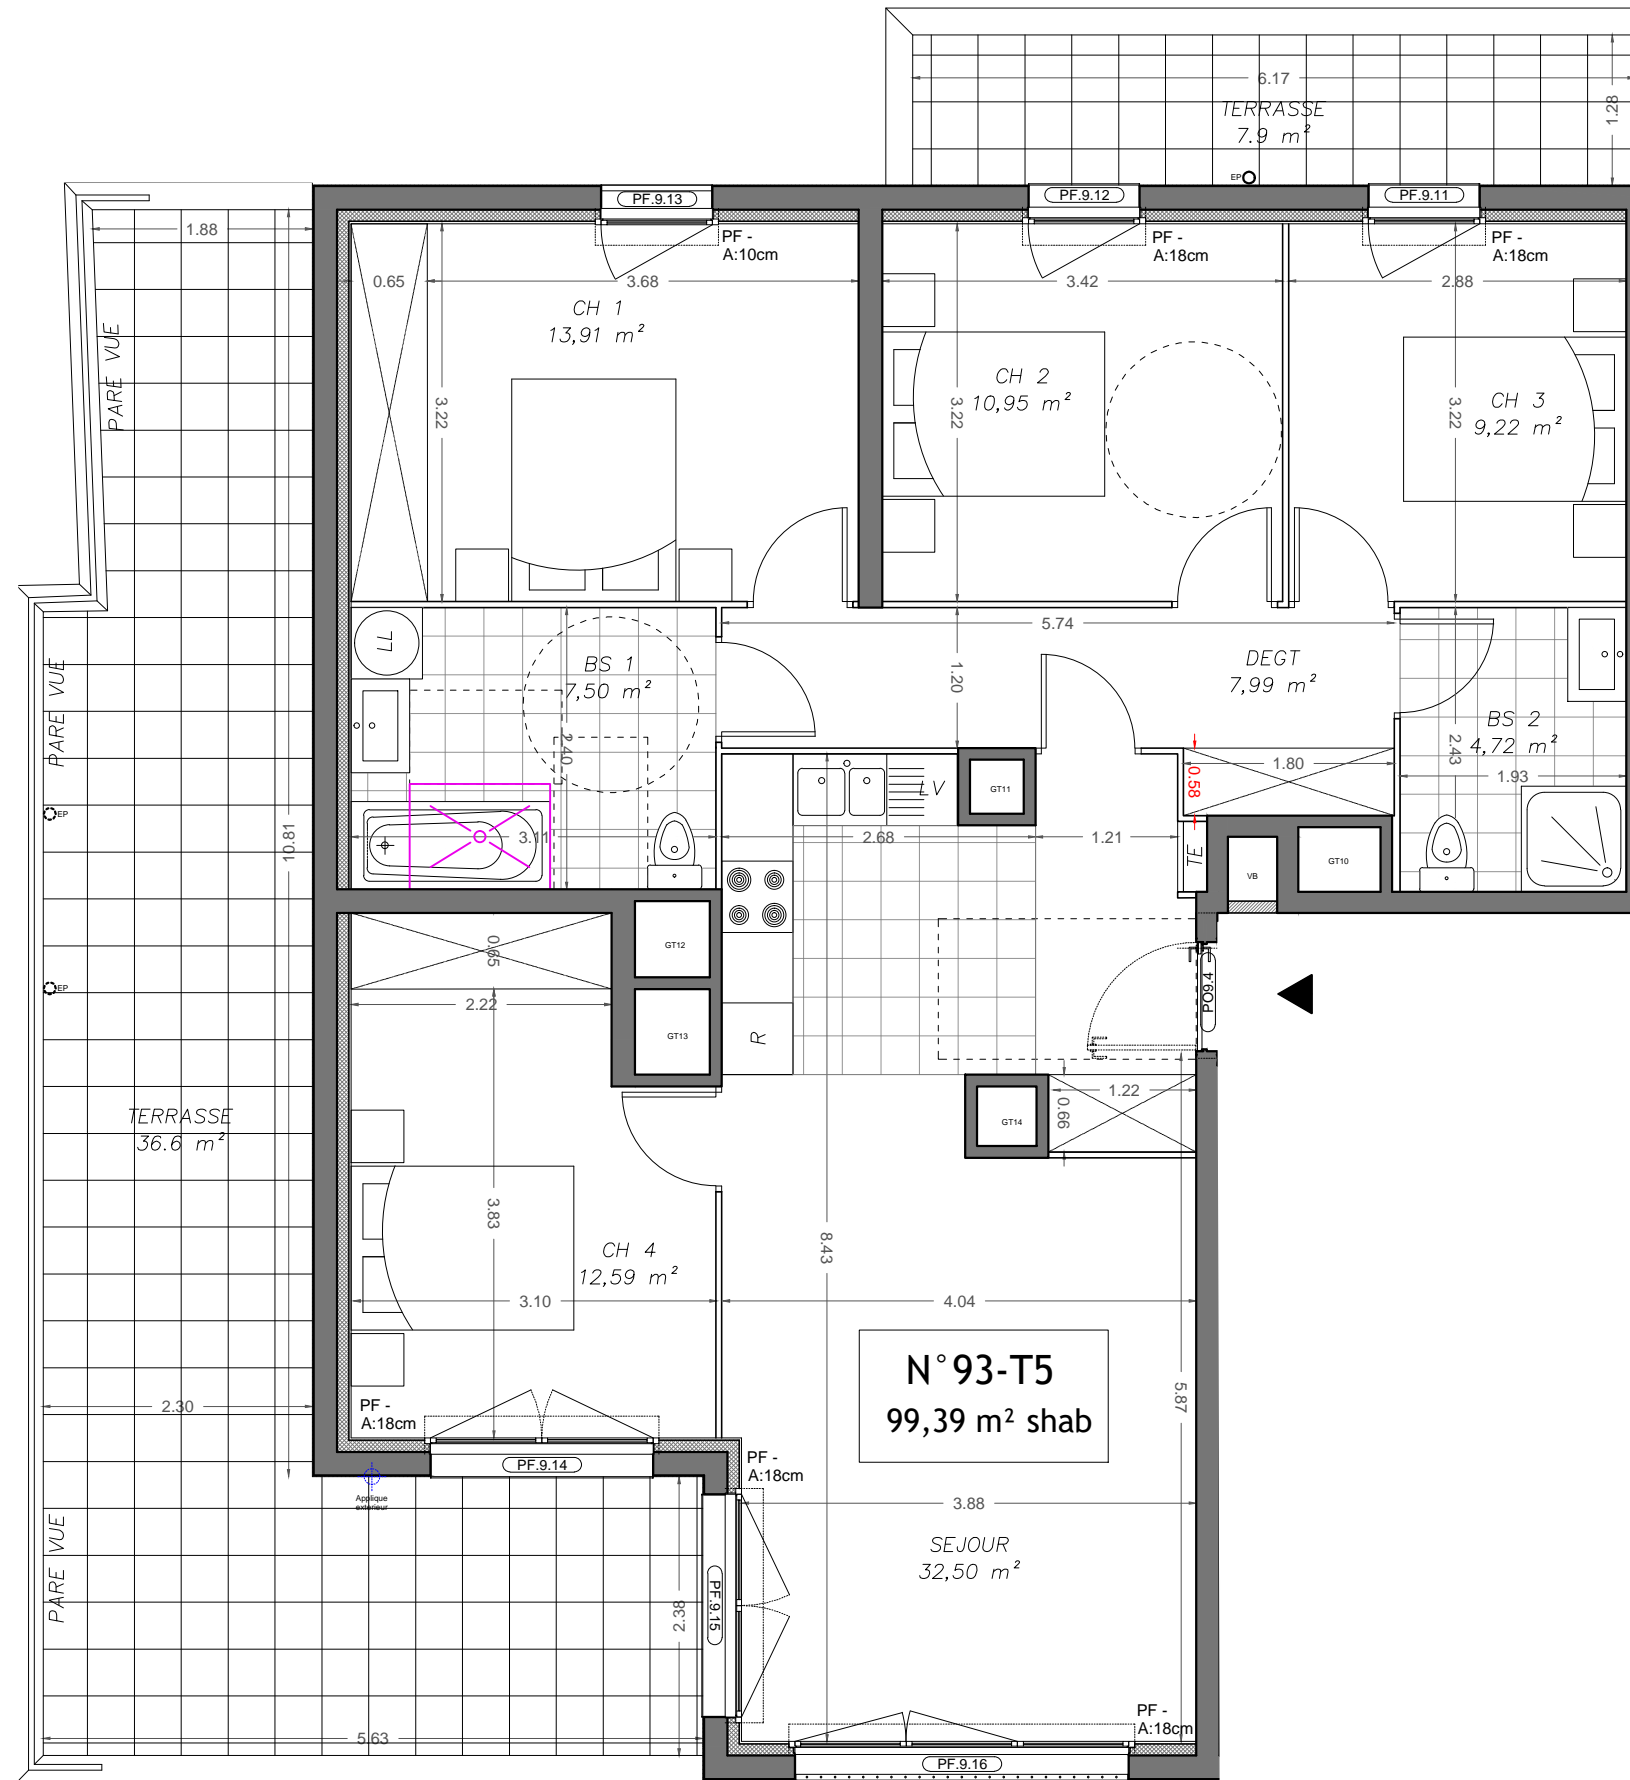 6.17
TERRASSE
7.9 m²
1.28
EP
PF.9.13
PF.9.12
PF.9.11
PF -
A:10cm
PF -
A:18cm
PF -
A:18cm
1.88
0.65
3.68
3.42
2.88
CH 1
13,91 m²
CH 2
10,95 m²
CH 3
9,22 m²
3.22
3.22
3.22
PARE VUE
PARE VUE
PARE VUE
5.74
LL
BS 1
7,50 m²
1.20
DEGT
7,99 m²
BS 2
4,72 m²
2.40
2.43
1.93
0.58
1.80
LV
GT11
EP
10.81
3.11
2.68
1.21
TE
VB
GT10
GT12
0.65
EP
2.22
GT13
R
PO9.4
1.22
0.66
GT14
TERRASSE
36.6 m²
3.83
8.43
CH 4
12,59 m²
3.10
4.04
N°93-T5
99,39 m² shab
5.87
2.30
PF -
A:18cm
PF.9.14
PF -
A:18cm
Applique
extérieur
3.88
SEJOUR
32,50 m²
PARE VUE
2.38
PF.9.15
5.63
PF -
A:18cm
PF.9.16